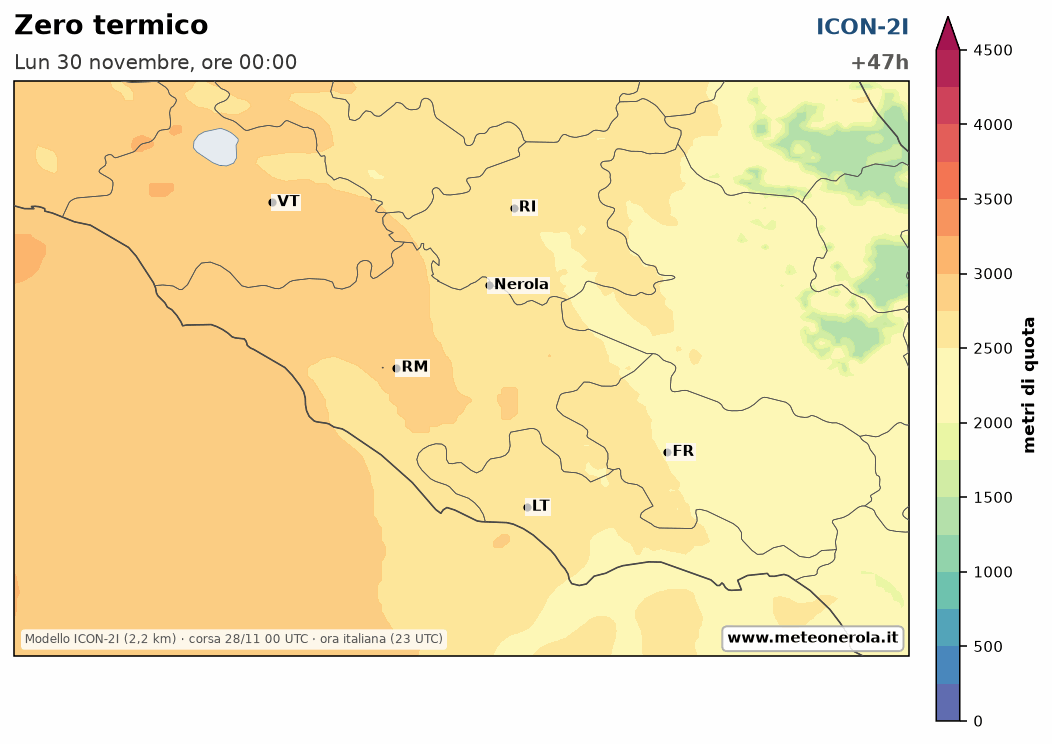 Zero termico
ICON-2I
Lun 30 novembre, ore 00:00
+47h
4500
4000
3500
3000
2500
2000
1500
1000
500
0
metri di quota
VT
RI
Nerola
RM
FR
LT
Modello ICON-2I (2,2 km) · corsa 28/11 00 UTC · ora italiana (23 UTC)
www.meteonerola.it